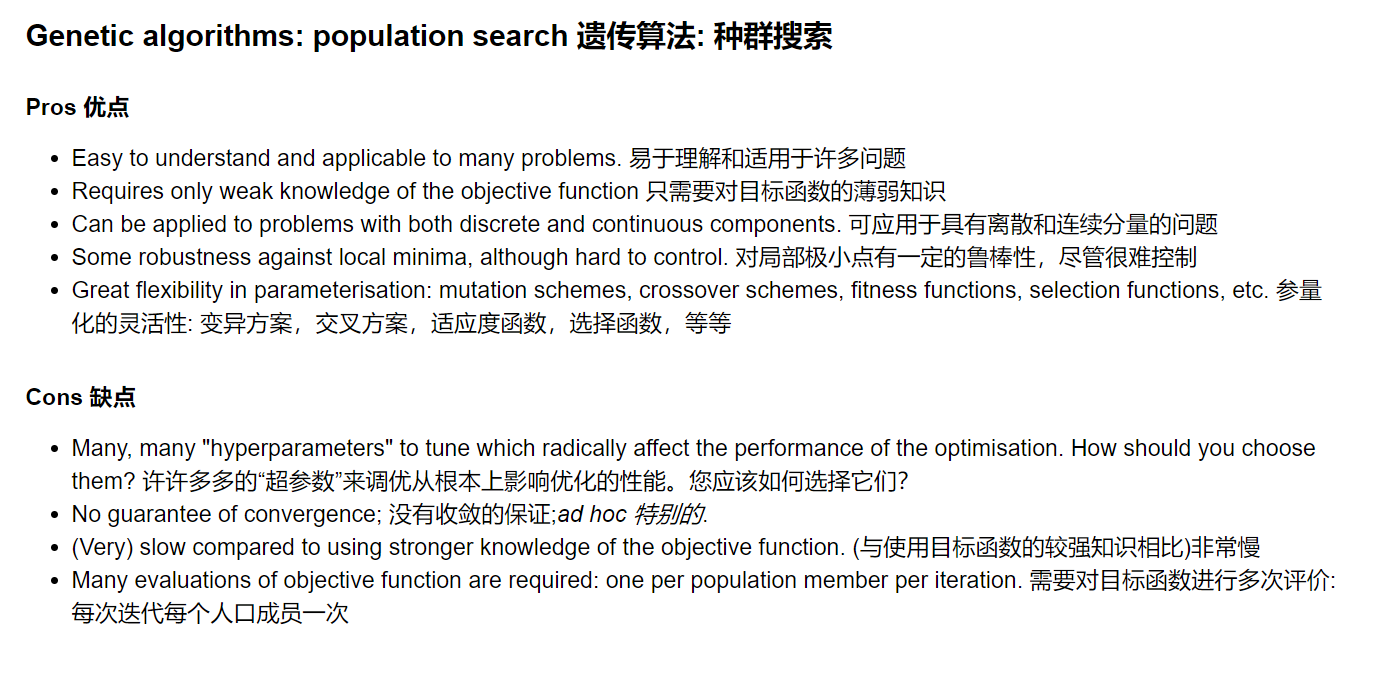 Genetic algorithms: population search 遗传算法: 种群搜索
Pros 优点
Easy to understand and applicable to many problems. 易于理解和适用于许多问题
Requires only weak knowledge of the objective function 只需要对目标函数的薄弱知识
Can be applied to problems with both discrete and continuous components. 可应用于具有离散和连续分量的问题
Some robustness against local minima, although hard to control. 对局部极小点有一定的鲁棒性，尽管很难控制
Great flexibility in parameterisation: mutation schemes, crossover schemes, fitness functions, selection functions, etc. 参量
化的灵活性: 变异方案，交叉方案，适应度函数，选择函数，等等
Cons 缺点
Many, many "hyperparameters" to tune which radically affect the performance of the optimisation. How should you choose
them? 许许多多的“超参数”来调优从根本上影响优化的性能。您应该如何选择它们？
No guarantee of convergence; 没有收敛的保证;ad hoc 特别的.
(Very) slow compared to using stronger knowledge of the objective function. (与使用目标函数的较强知识相比)非常慢
Many evaluations of objective function are required: one per population member per iteration. 需要对目标函数进行多次评价:
每次迭代每个人口成员一次